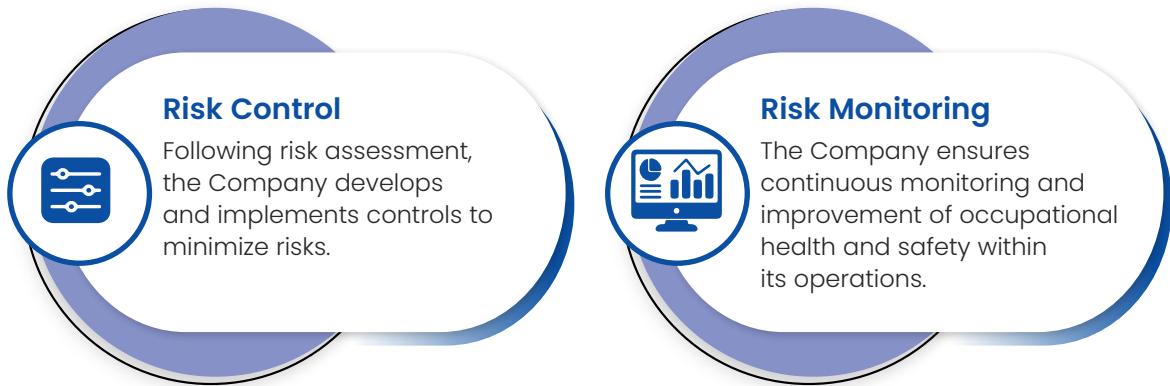 Risk Control
Following risk assessment,
the Company develops
and implements controls to
minimize risks.
Risk Monitoring
The Company ensures
continuous monitoring and
improvement of occupational
health and safety within
its operations.